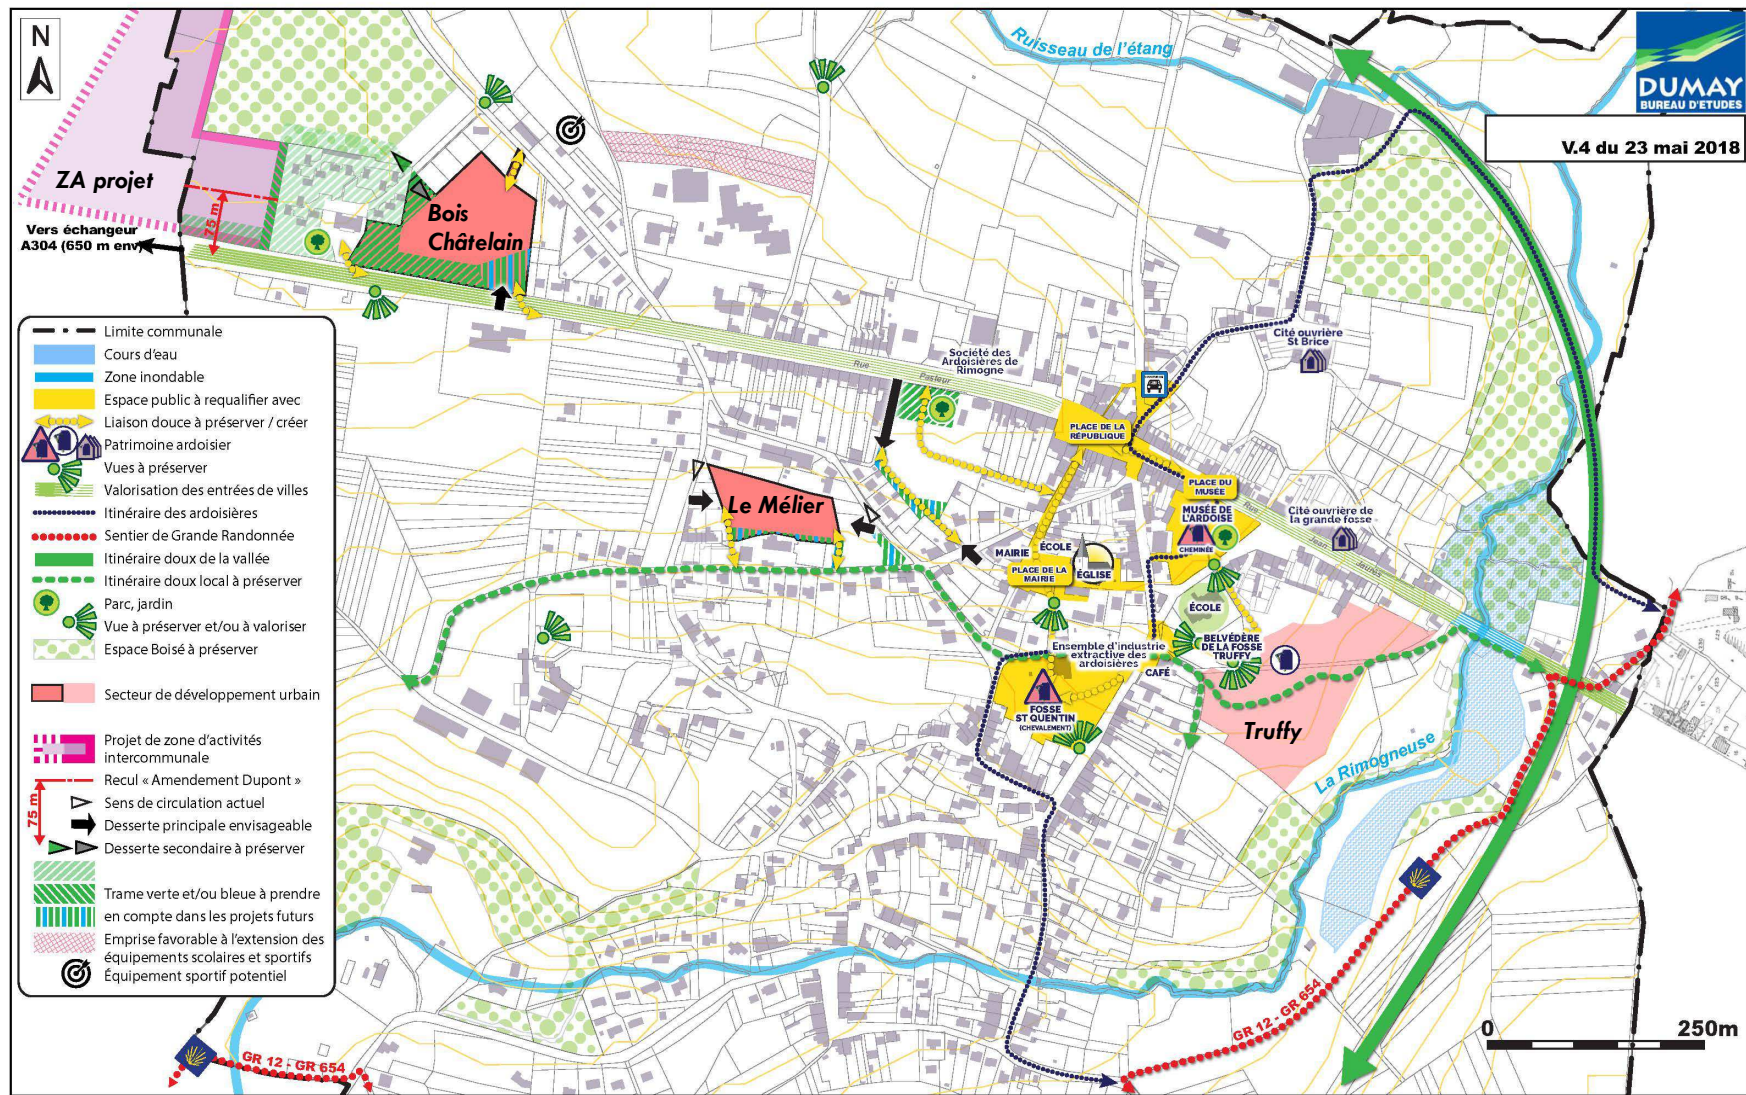 N
Ruisseau de l'étang
DUMAY
BUREAU D'ETUDES
V.4 du 23 mai 2018
ZA projet
75 m
Vers échangeur
A304 (650 m env)
Bois
Châtelain
Limite communale
Cours d'eau
Zone inondable
Espace public à requalifier avec
Liaison douce à préserver / créer
Patrimoine ardoisier
Vues à préserver
Valorisation des entrées de villes
Itinéraire des ardoisières
Sentier de Grande Randonnée
Itinéraire doux de la vallée
Itinéraire doux local à préserver
Parc, jardin
Vue à préserver et/ou à valoriser
Espace Boisé à préserver
Secteur de développement urbain
Projet de zone d'activités
intercommunale
Recul « Amendement Dupont »
75 m
Sens de circulation actuel
Desserte principale envisageable
Desserte secondaire à préserver
Trame verte et/ou bleue à prendre
en compte dans les projets futurs
Emprise favorable à l'extension des
équipements scolaires et sportifs
Équipement sportif potentiel
Société des
Ardoisières de
Rimogne
Rue
Pasteur
Cité ouvrière
St Brice
PLACE DE LA
RÉPUBLIQUE
Le Mélier
PLACE DU
MUSÉE
MUSÉE DE
L'ARDOISE
CHEMINÉE
Rue
Jean
Jaurès
Cité ouvrière de
la grande fosse
MAIRIE
ÉCOLE
PLACE DE LA
MAIRIE
ÉGLISE
ÉCOLE
Ensemble d'industrie
extractive des
ardoisières
BELVÉDÈRE
DE LA FOSSE
TRUFFY
CAFÉ
FOSSE
ST QUENTIN
(CHEVALEMENT)
Truffy
La Rimogneuse
GR 12 - GR 654
GR 12 - GR 654
0
250m